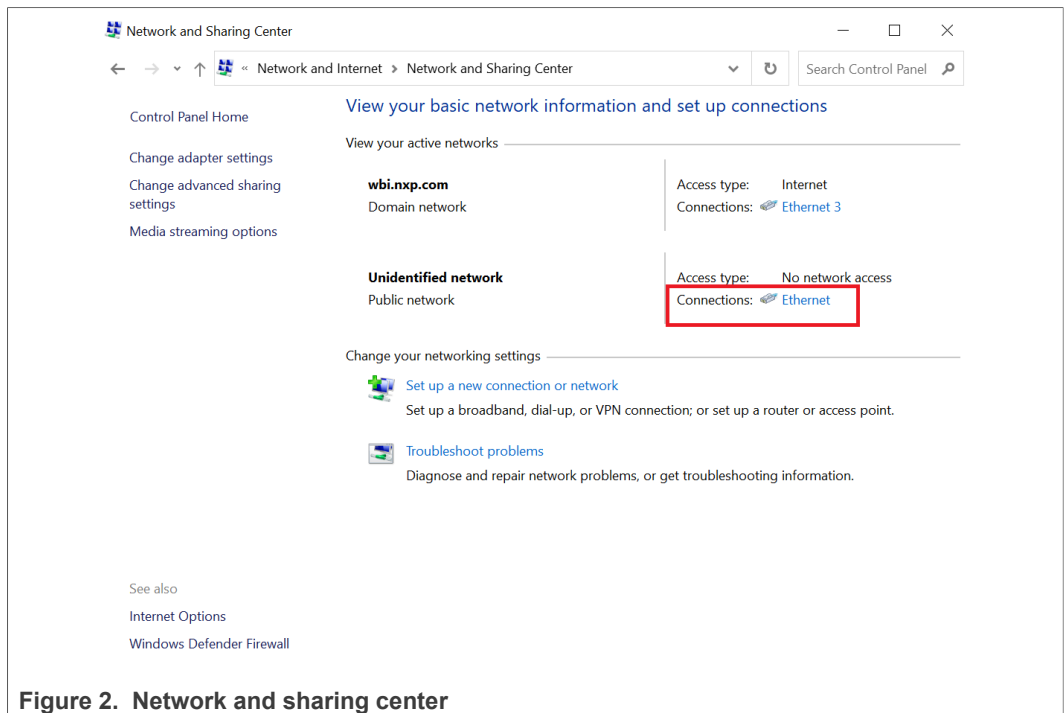 Network and Sharing Center
« Network and Internet > Network and Sharing Center
Search Control Panel
Control Panel Home
Change adapter settings
Change advanced sharing
settings
Media streaming options
View your basic network information and set up connections
View your active networks
wbi.nxp.com
Domain network
Access type: Internet
Connections: Ethernet 3
Unidentified network
Public network
Access type: No network access
Connections: Ethernet
Change your networking settings
Set up a new connection or network
Set up a broadband, dial-up, or VPN connection; or set up a router or access point.
Troubleshoot problems
Diagnose and repair network problems, or get troubleshooting information.
See also
Internet Options
Windows Defender Firewall
Figure 2. Network and sharing center